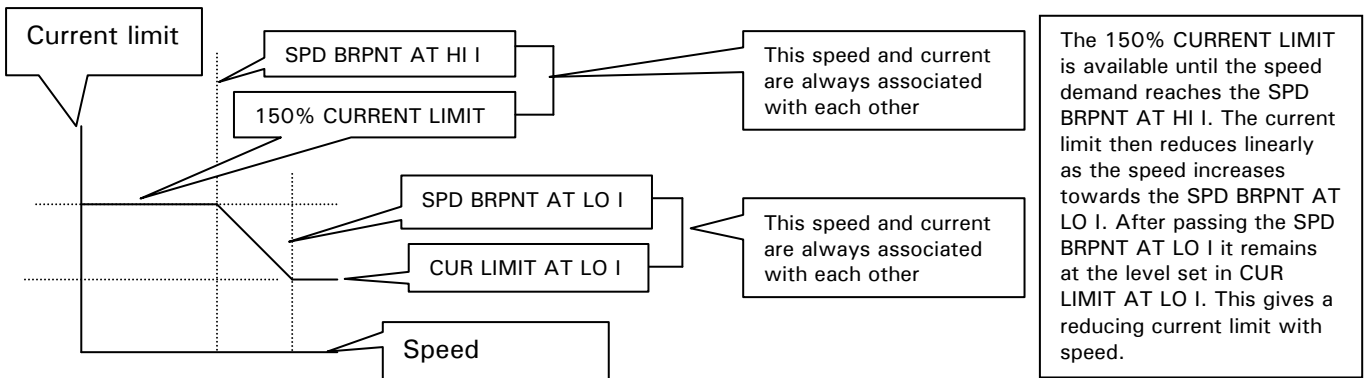 Current limit
SPD BRPNT AT HI I
150% CURRENT LIMIT
This speed and current
are always associated
with each other
SPD BRPNT AT LO I
CUR LIMIT AT LO I
This speed and current
are always associated
with each other
Speed
The 150% CURRENT LIMIT
is available until the speed
demand reaches the SPD
BRPNT AT HI I. The current
limit then reduces linearly
as the speed increases
towards the SPD BRPNT AT
LO I. After passing the SPD
BRPNT AT LO I it remains
at the level set in CUR
LIMIT AT LO I. This gives a
reducing current limit with
speed.